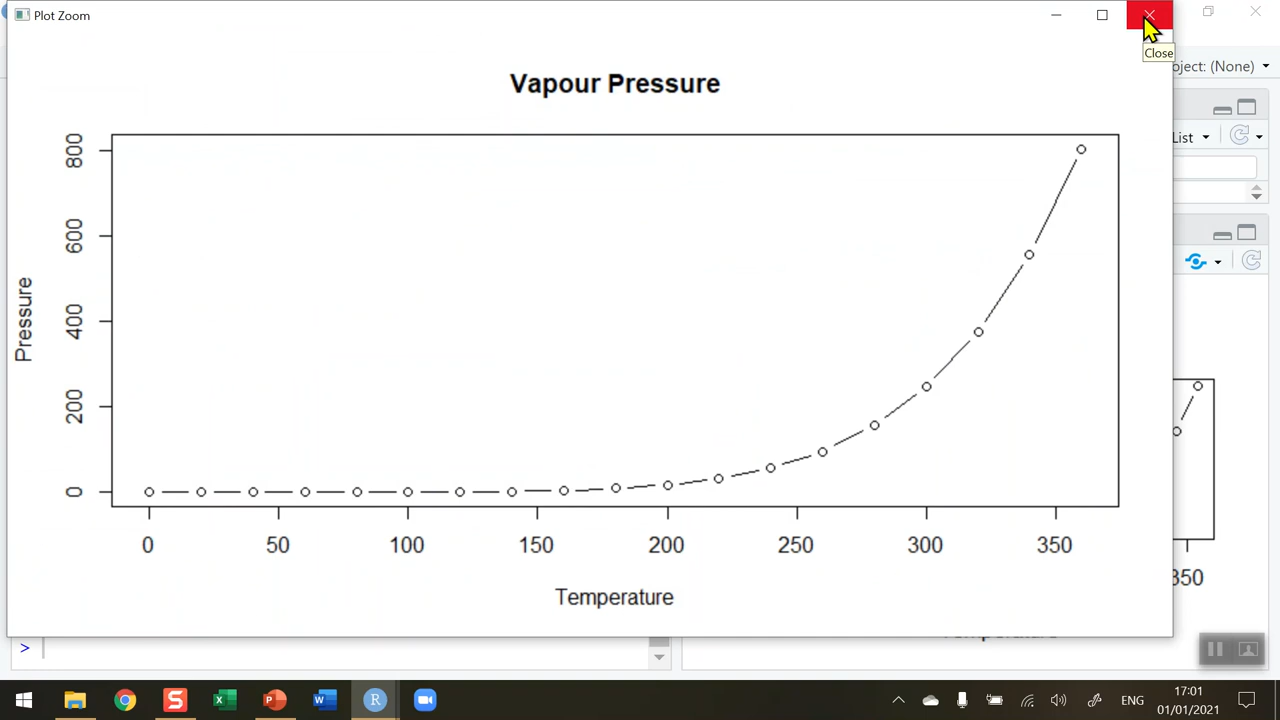 Plot Zoom
Close
oject: (None)
List
Vapour Pressure
800
600
400
200
0
Pressure
0 50 100 150 200 250 300 350
Temperature
350
>
S
X
P
W
R
ENG
17:01
01/01/2021